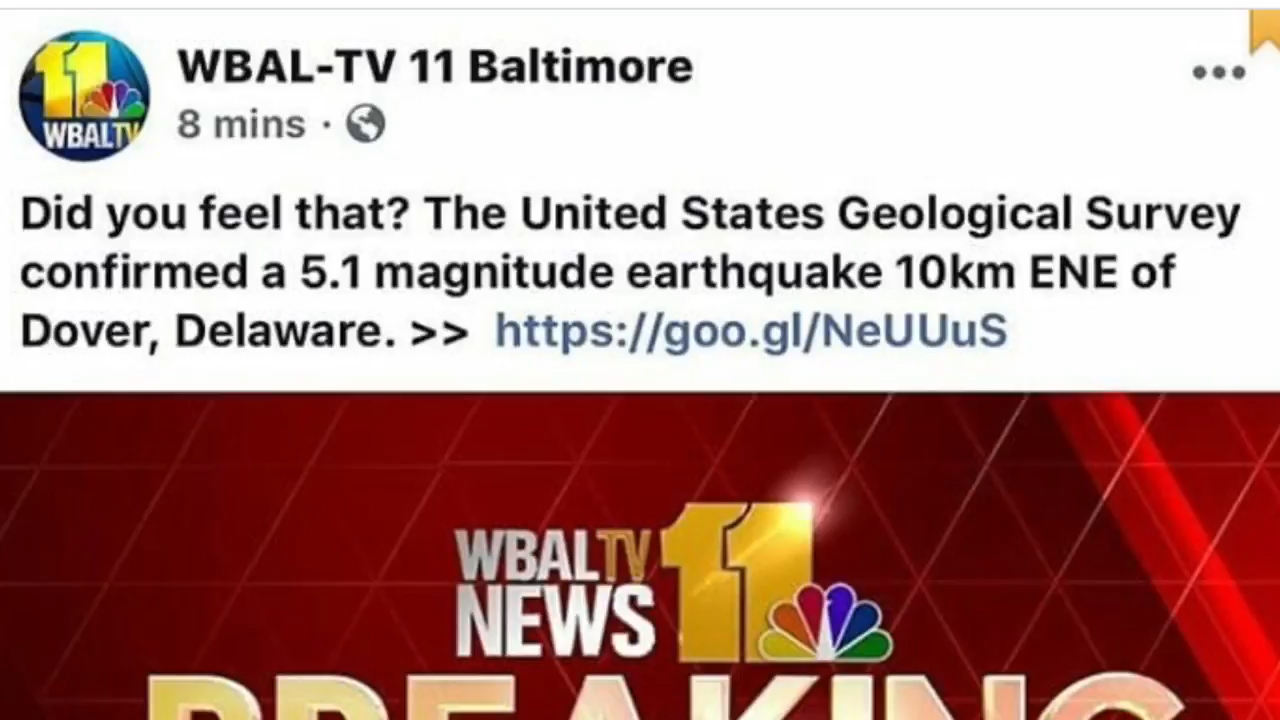 11
WBALTV
WBAL-TV 11 Baltimore
8 mins ·
Did you feel that? The United States Geological Survey
confirmed a 5.1 magnitude earthquake 10km ENE of
Dover, Delaware. >> https://goo.gl/NeUUuS
WBALTV
NEWS 11
BREAKING